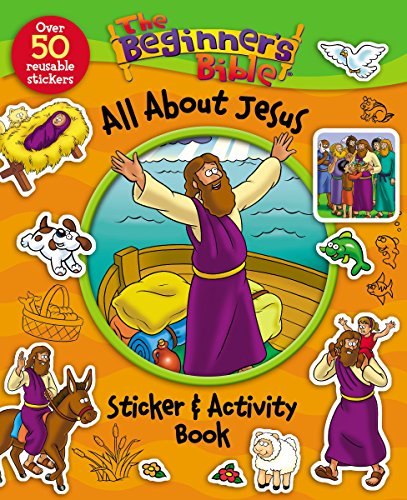 Over
50
reusable
stickers
The
Beginner's
Bible®
All About Jesus
Sticker & Activity
Book